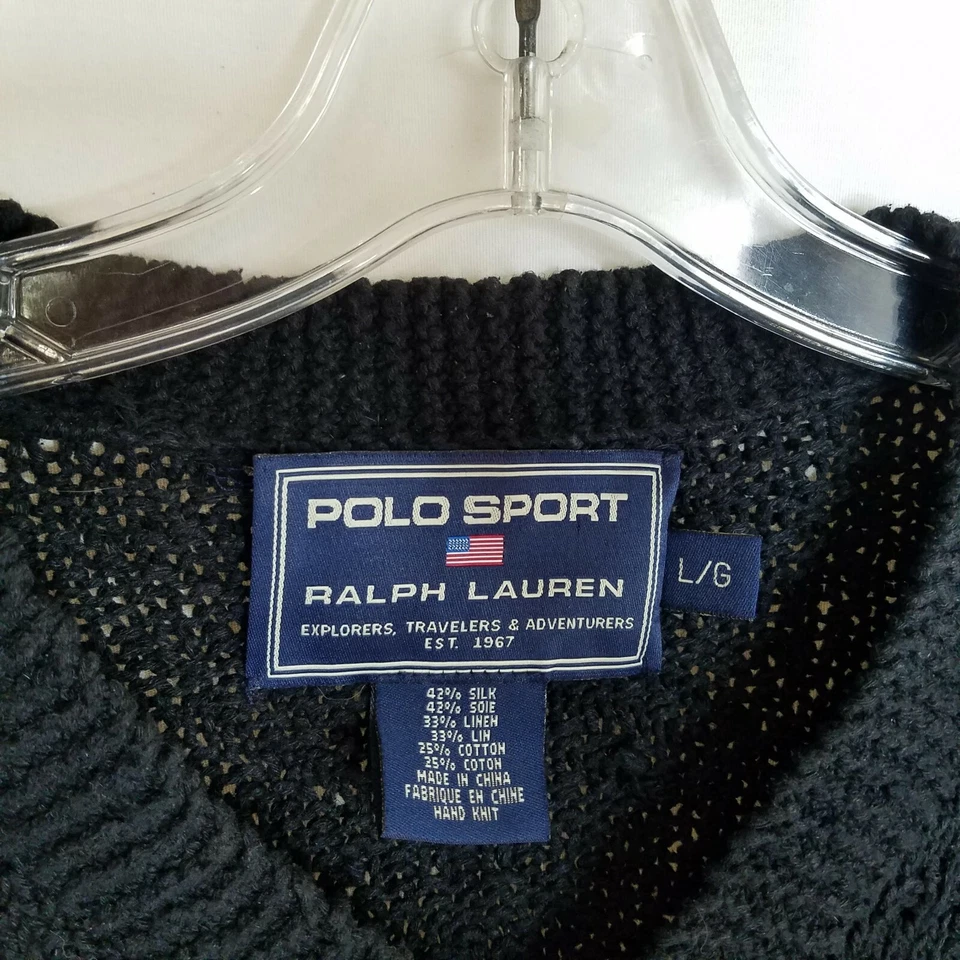 POLO SPORT
RALPH LAUREN
EXPLORERS, TRAVELERS & ADVENTURERS
EST. 1967
L/G
42% SILK
42% SOIE
33% LINEN
33% LIN
25% COTTON
25% COTON
MADE IN CHINA
FABRIQUE EN CHINE
HAND KNIT